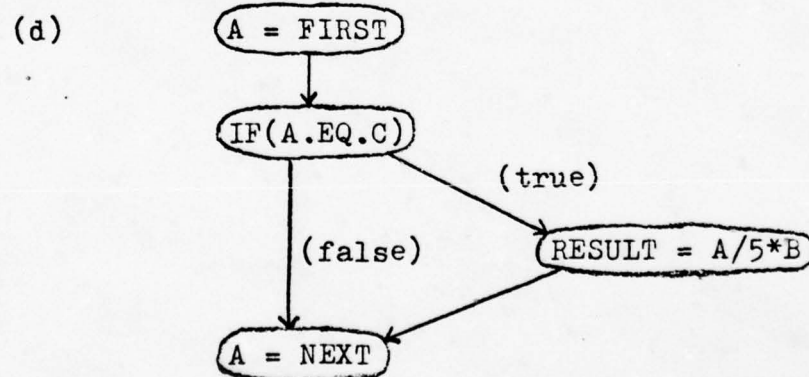 (d)
A = FIRST
IF(A.EQ.C)
(true)
(false)
RESULT = A/5*B
A = NEXT